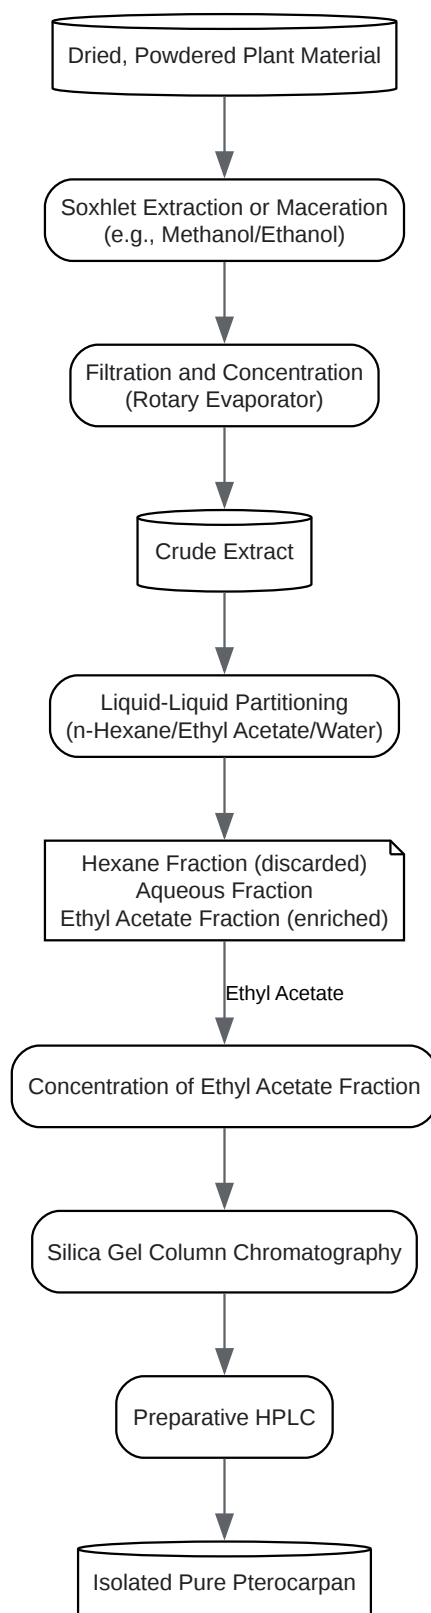 Dried, Powdered Plant Material
Soxhlet Extraction or Maceration
(e.g., Methanol/Ethanol)
Filtration and Concentration
(Rotary Evaporator)
Crude Extract
Liquid-Liquid Partitioning
(n-Hexane/Ethyl Acetate/Water)
Hexane Fraction (discarded)
Aqueous Fraction
Ethyl Acetate Fraction (enriched)
Ethyl Acetate
Concentration of Ethyl Acetate Fraction
Silica Gel Column Chromatography
Preparative HPLC
Isolated Pure Pterocarpan